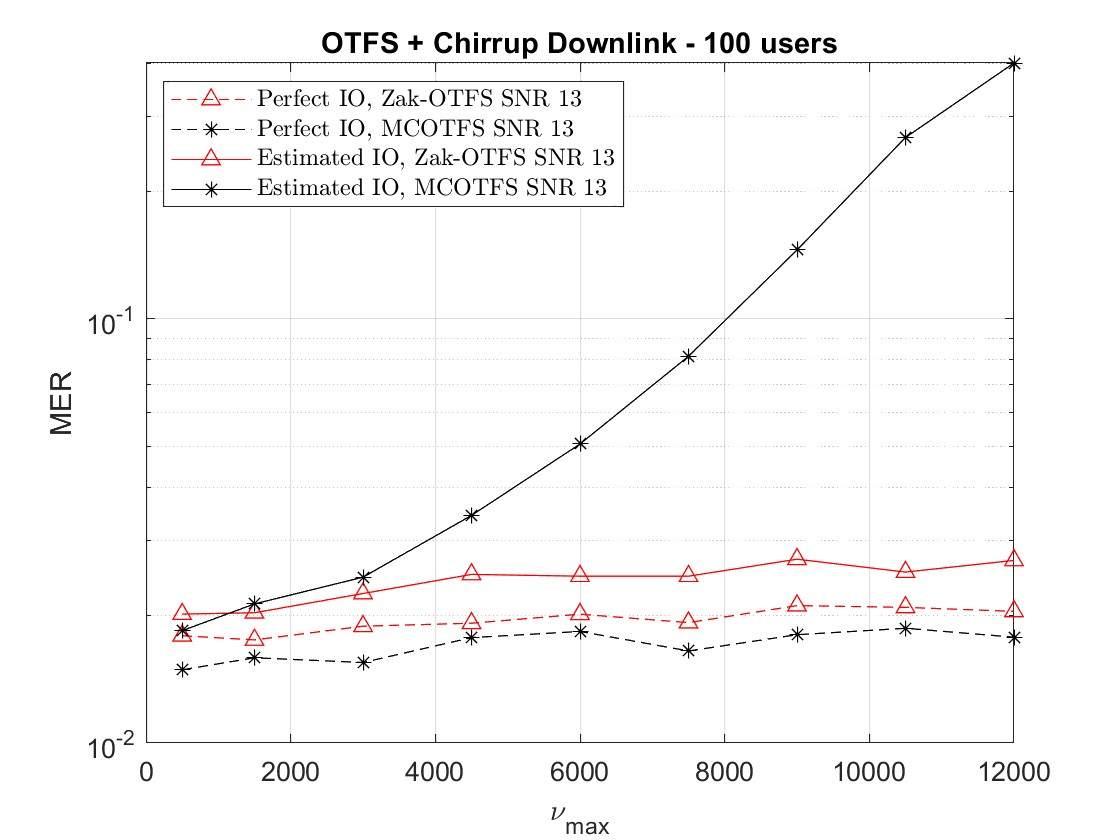 OTFS + Chirrup Downlink - 100 users
Perfect IO, Zak-OTFS SNR 13
Perfect IO, MCOTFS SNR 13
Estimated IO, Zak-OTFS SNR 13
Estimated IO, MCOTFS SNR 13
10^-1
MER
10^-2
0 2000 4000 6000 8000 10000 12000
ν_max